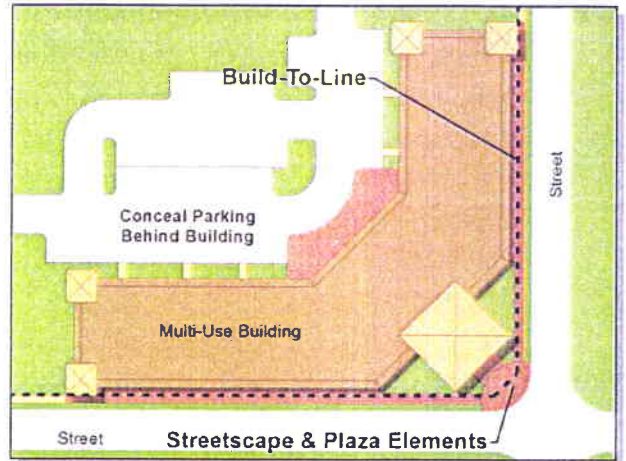 Build-To-Line
Street
Conceal Parking
Behind Building
Multi-Use Building
Street
Streetscape & Plaza Elements